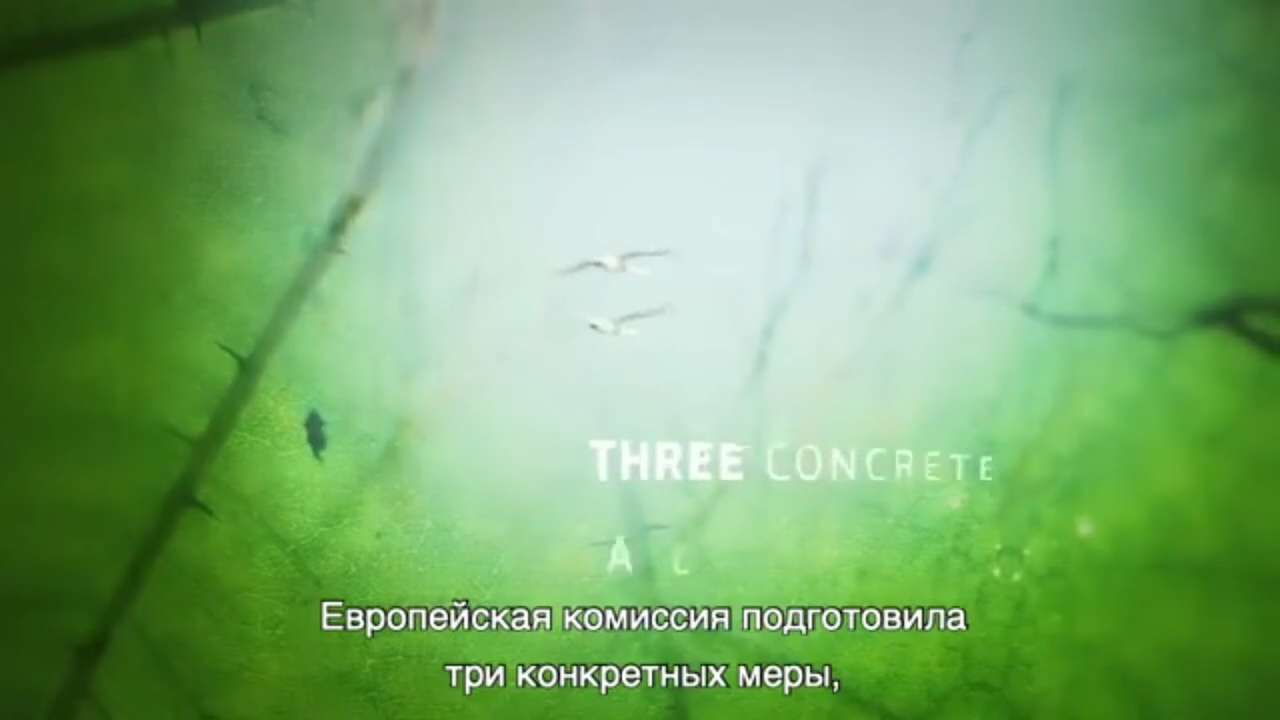 THREE CONCRETE
A C
Европейская комиссия подготовила
три конкретных меры,